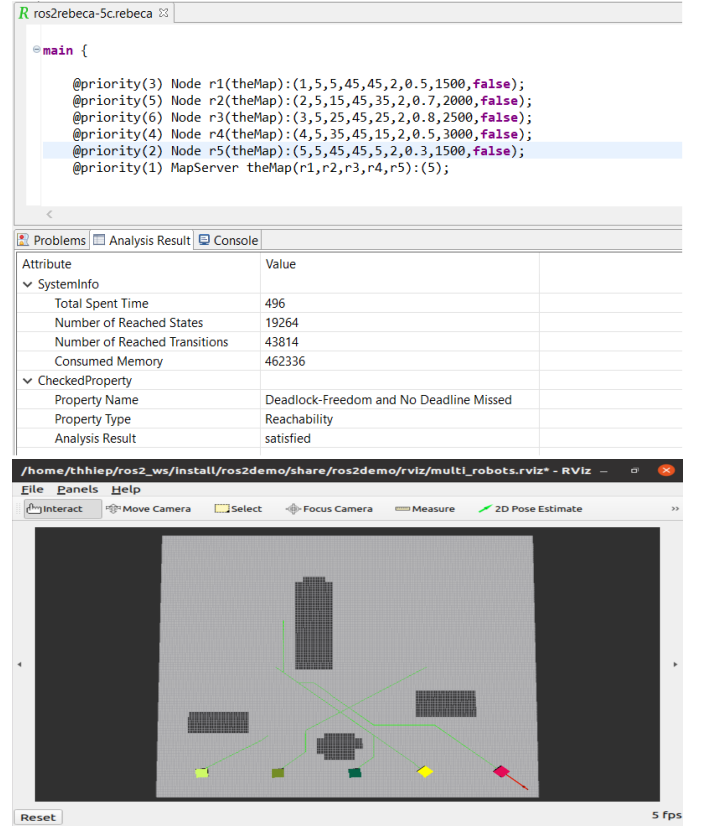 R ros2rebeca-5c.rebeca
main {
@priority(3) Node r1(theMap):(1,5,5,45,45,2,0.5,1500,false);
@priority(5) Node r2(theMap):(2,5,15,45,35,2,0.7,2000,false);
@priority(6) Node r3(theMap):(3,5,25,45,25,2,0.8,2500,false);
@priority(4) Node r4(theMap):(4,5,35,45,15,2,0.5,3000,false);
@priority(2) Node r5(theMap):(5,5,45,45,5,2,0.3,1500,false);
@priority(1) MapServer theMap(r1,r2,r3,r4,r5):(5);
Problems Analysis Result Console
Attribute Value
SystemInfo
Total Spent Time 496
Number of Reached States 19264
Number of Reached Transitions 43814
Consumed Memory 462336
CheckedProperty
Property Name Deadlock-Freedom and No Deadline Missed
Property Type Reachability
Analysis Result satisfied
/home/thhiep/ros2_ws/install/ros2demo/share/ros2demo/rviz/multi_robots.rviz* - RViz
File Panels Help
Interact Move Camera Select Focus Camera Measure 2D Pose Estimate »
Reset 5 fps